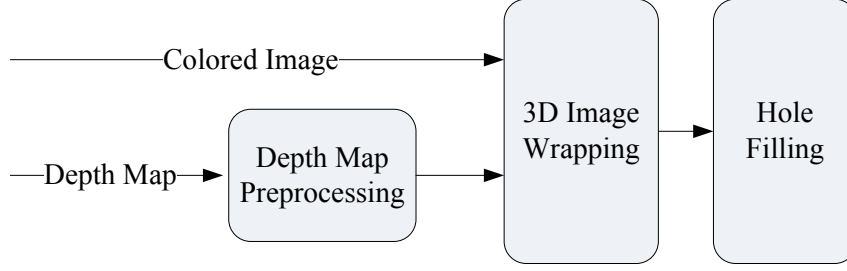 Colored Image
Depth Map
Depth Map
Preprocessing
3D Image
Wrapping
Hole
Filling